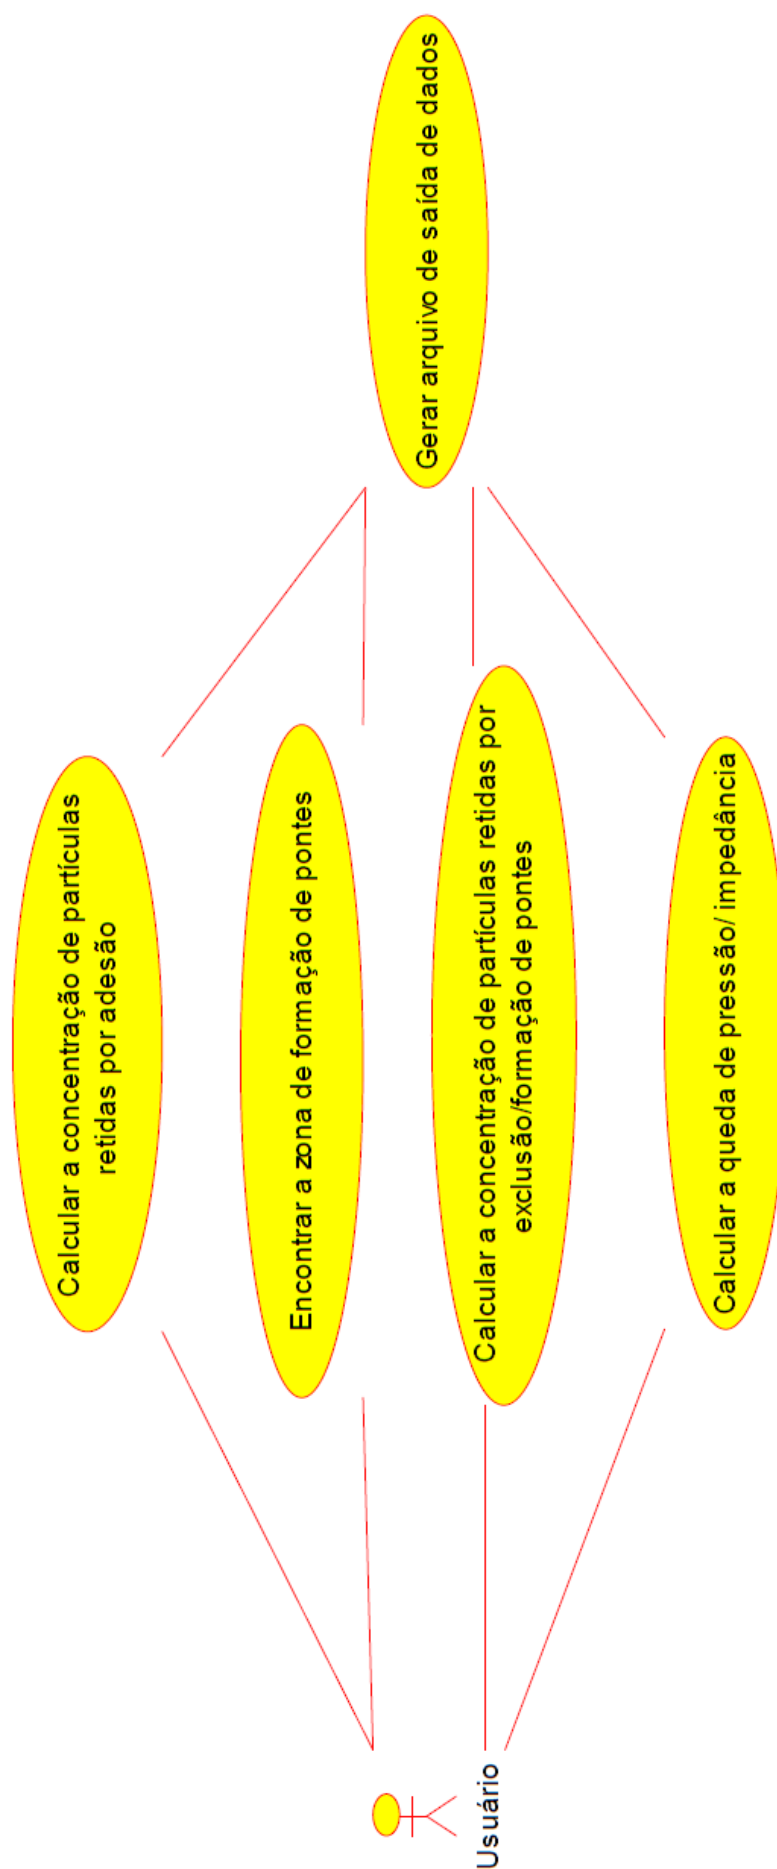 Calcular a concentração de partículas
retidas por adesão
Encontrar a zona de formação de pontes
Calcular a concentração de partículas retidas por
exclusão/formação de pontes
Calcular a queda de pressão/ impedância
Gerar arquivo de saída de dados
Usuário